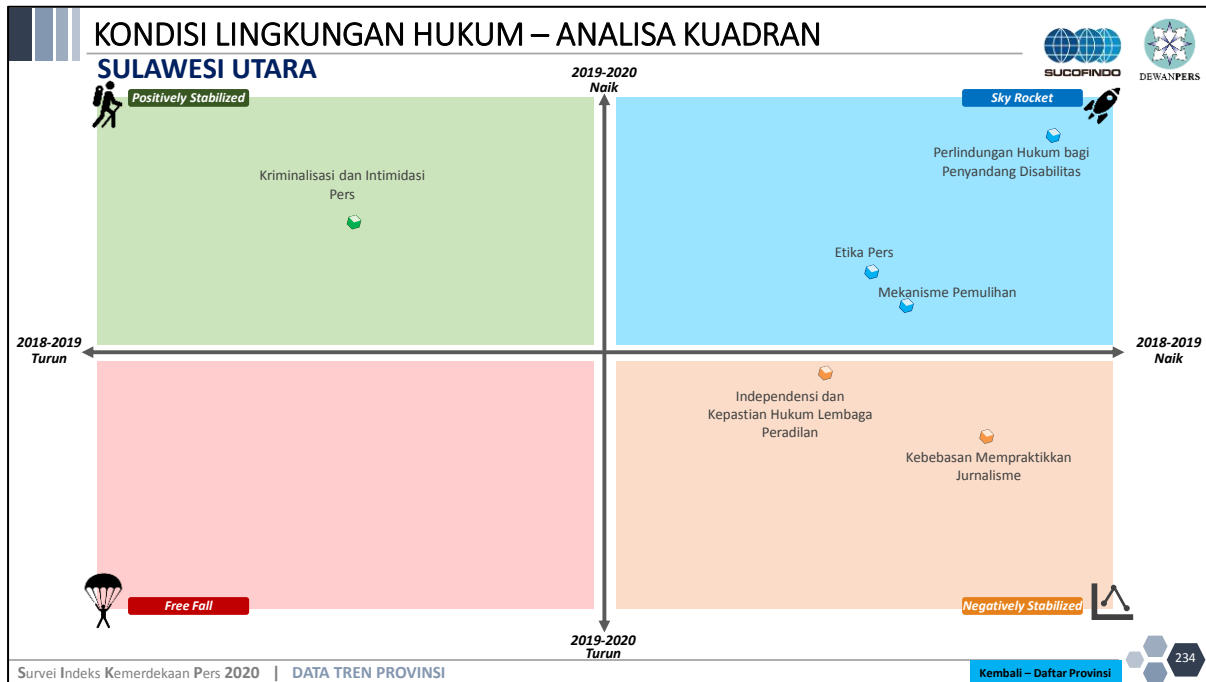 KONDISI LINGKUNGAN HUKUM – ANALISA KUADRAN
SULAWESI UTARA
SUCOFINDO
DEWANPERS
2019-2020
Naik
Positively Stabilized
Sky Rocket
Perlindungan Hukum bagi
Penyandang Disabilitas
Kriminalisasi dan Intimidasi
Pers
Etika Pers
Mekanisme Pemulihan
2018-2019
Turun
2018-2019
Naik
Independensi dan
Kepastian Hukum Lembaga
Peradilan
Kebebasan Mempraktikkan
Jurnalisme
Free Fall
Negatively Stabilized
2019-2020
Turun
Survei Indeks Kemerdekaan Pers 2020 | DATA TREN PROVINSI
Kembali – Daftar Provinsi
234